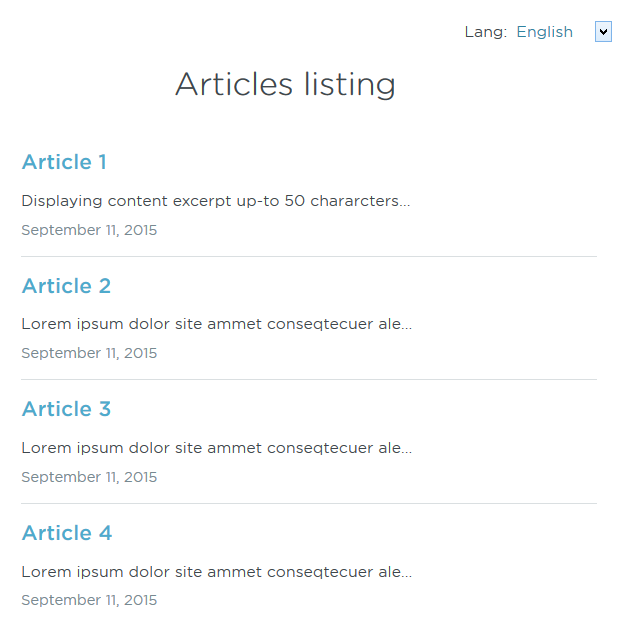 Lang: English
Articles listing
Article 1
Displaying content excerpt up-to 50 chararcters...
September 11, 2015
Article 2
Lorem ipsum dolor site ammet conseqtecuer ale...
September 11, 2015
Article 3
Lorem ipsum dolor site ammet conseqtecuer ale...
September 11, 2015
Article 4
Lorem ipsum dolor site ammet conseqtecuer ale...
September 11, 2015